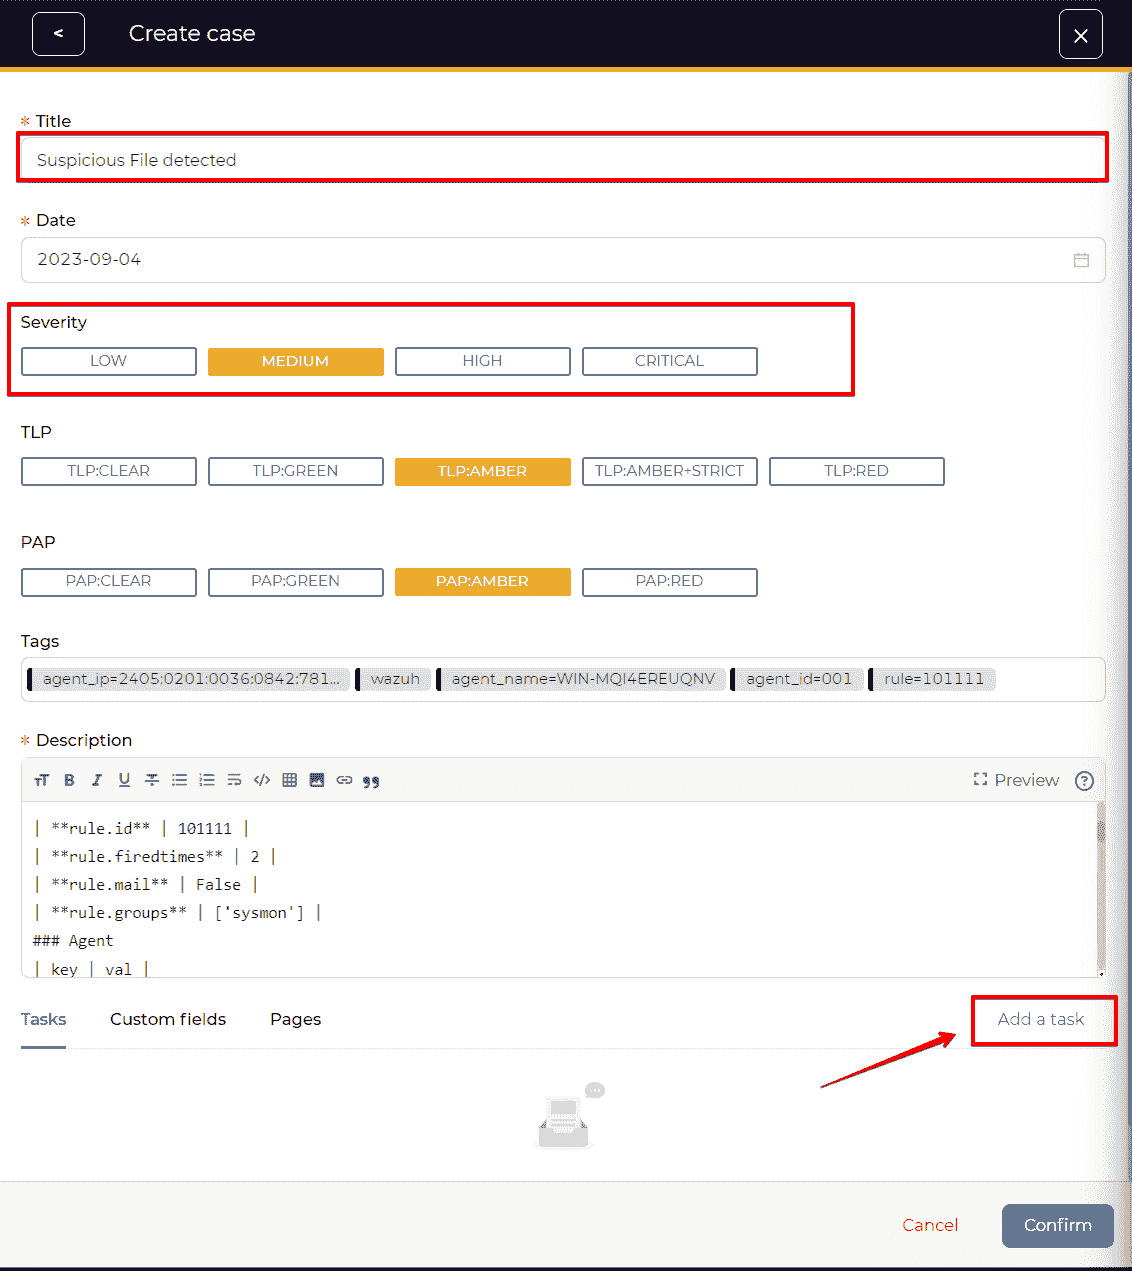 < Create case ×
* Title
Suspicious File detected
* Date
2023-09-04
Severity
LOW MEDIUM HIGH CRITICAL
TLP
TLP:CLEAR TLP:GREEN TLP:AMBER TLP:AMBER+STRICT TLP:RED
PAP
PAP:CLEAR PAP:GREEN PAP:AMBER PAP:RED
Tags
agent_ip=2405:0201:0036:0842:781... wazuh agent_name=WIN-MQI4EREUQNV agent_id=001 rule=101111
* Description
Preview ?
| **rule.id** | 101111 |
| **rule.firedtimes** | 2 |
| **rule.mail** | False |
| **rule.groups** | ['sysmon'] |
### Agent
| key | val |
Tasks Custom fields Pages Add a task
Cancel Confirm